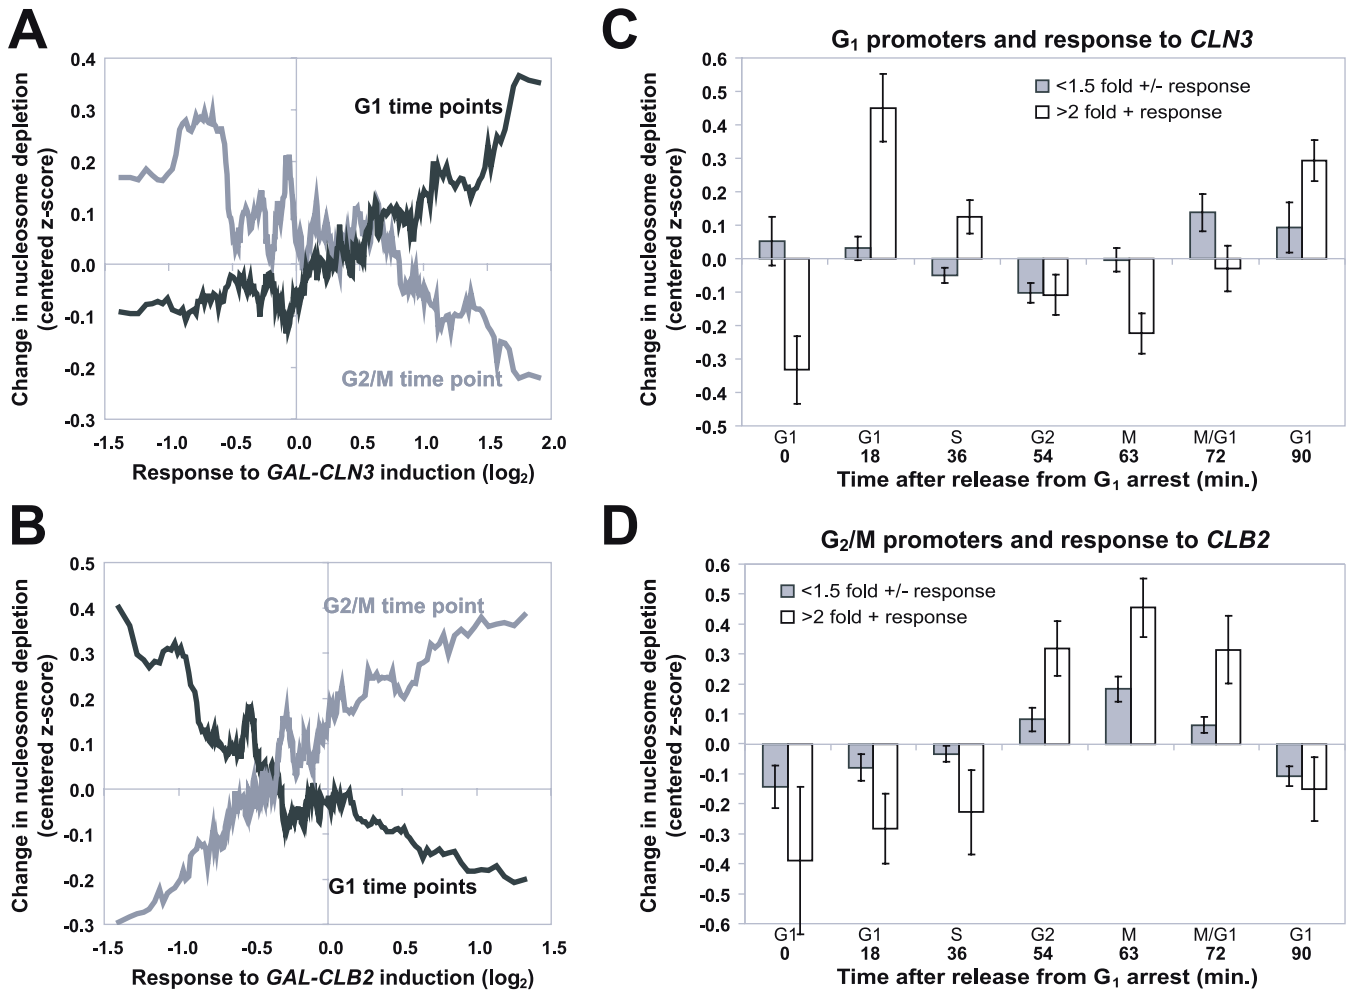 A
Change in nucleosome depletion
(centered z-score)
0.4
0.3
0.2
0.1
0.0
-0.1
-0.2
-0.3
G1 time points
G2/M time point
-1.5 -1.0 -0.5 0.0 0.5 1.0 1.5 2.0
Response to GAL-CLN3 induction (log2)
B
Change in nucleosome depletion
(centered z-score)
0.5
0.4
0.3
0.2
0.1
0.0
-0.1
-0.2
-0.3
G2/M time point
G1 time points
-1.5 -1.0 -0.5 0.0 0.5 1.0 1.5
Response to GAL-CLB2 induction (log2)
C
G1 promoters and response to CLN3
Change in nucleosome depletion
(centered z-score)
0.6
0.5
0.4
0.3
0.2
0.1
0.0
-0.1
-0.2
-0.3
-0.4
-0.5
<1.5 fold +/- response
>2 fold + response
G1 G1 S G2 M M/G1 G1
0 18 36 54 63 72 90
Time after release from G1 arrest (min.)
D
G2/M promoters and response to CLB2
Change in nucleosome depletion
(centered z-score)
0.6
0.5
0.4
0.3
0.2
0.1
0.0
-0.1
-0.2
-0.3
-0.4
-0.5
-0.6
<1.5 fold +/- response
>2 fold + response
G1 G1 S G2 M M/G1 G1
0 18 36 54 63 72 90
Time after release from G1 arrest (min.)